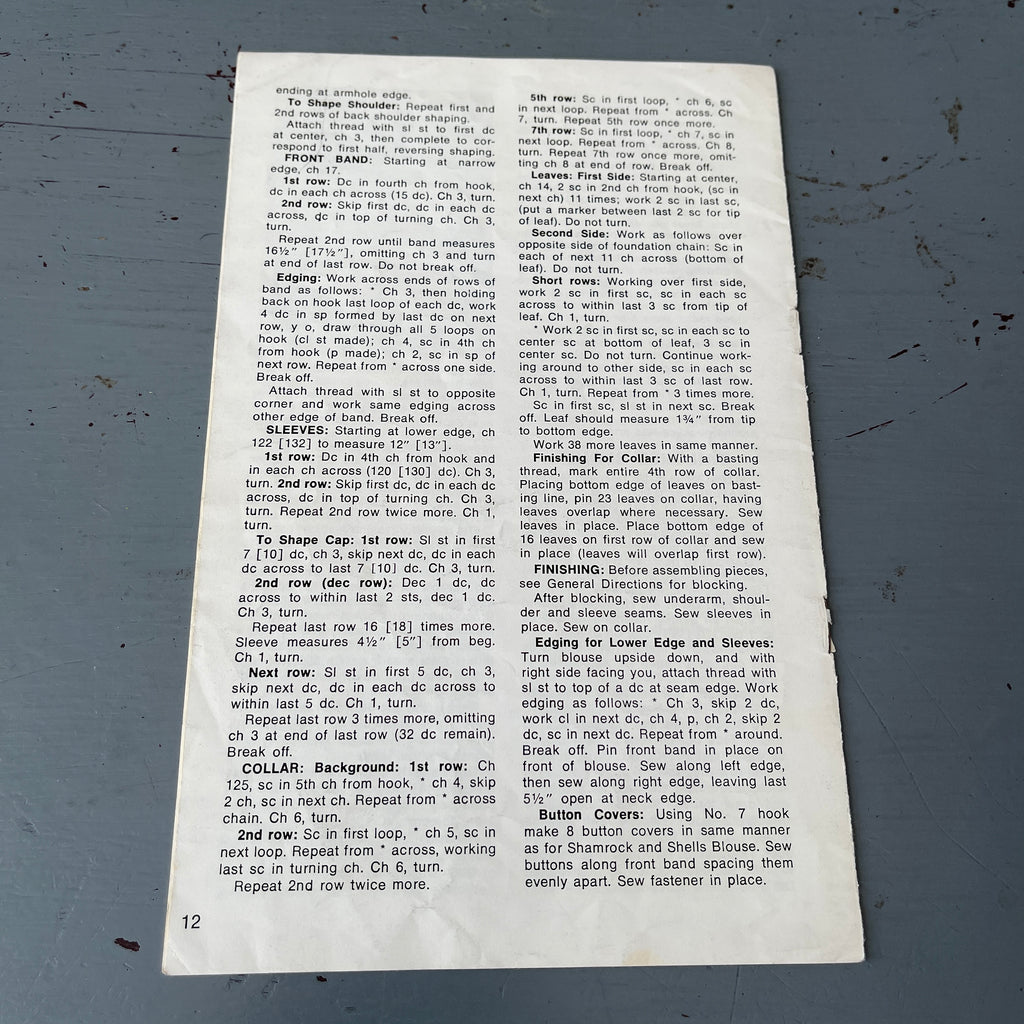 ending at armhole edge.
To Shape Shoulder: Repeat first and
2nd rows of back shoulder shaping.
Attach thread with sl st to first dc
at center, ch 3, then complete to cor-
respond to first half, reversing shaping.
FRONT BAND: Starting at narrow
edge, ch 17.
1st row: Dc in fourth ch from hook,
dc in each ch across (15 dc). Ch 3, turn.
2nd row: Skip first dc, dc in each dc
across, dc in top of turning ch. Ch 3,
turn.
Repeat 2nd row until band measures
16½" [17½"], omitting ch 3 and turn
at end of last row. Do not break off.
Edging: Work across ends of rows of
band as follows: * Ch 3, then holding
back on hook last loop of each dc, work
4 dc in sp formed by last dc on next
row, y o, draw through all 5 loops on
hook (cl st made); ch 4, sc in 4th ch
from hook (p made); ch 2, sc in sp of
next row. Repeat from * across one side.
Break off.
Attach thread with sl st to opposite
corner and work same edging across
other edge of band. Break off.
SLEEVES: Starting at lower edge, ch
122 [132] to measure 12" [13"].
1st row: Dc in 4th ch from hook and
in each ch across (120 [130] dc). Ch 3,
turn. 2nd row: Skip first dc, dc in each dc
across, dc in top of turning ch. Ch 3,
turn. Repeat 2nd row twice more. Ch 1,
turn.
To Shape Cap: 1st row: Sl st in first
7 [10] dc, ch 3, skip next dc, dc in each
dc across to last 7 [10] dc. Ch 3, turn.
2nd row (dec row): Dec 1 dc, dc
across to within last 2 sts, dec 1 dc.
Ch 3, turn.
Repeat last row 16 [18] times more.
Sleeve measures 4½" [5"] from beg.
Ch 1, turn.
Next row: Sl st in first 5 dc, ch 3,
skip next dc, dc in each dc across to
within last 5 dc. Ch 1, turn.
Repeat last row 3 times more, omitting
ch 3 at end of last row (32 dc remain).
Break off.
COLLAR: Background: 1st row: Ch
125, sc in 5th ch from hook, * ch 4, skip
2 ch, sc in next ch. Repeat from * across
chain. Ch 6, turn.
2nd row: Sc in first loop, * ch 5, sc in
next loop. Repeat from * across, working
last sc in turning ch. Ch 6, turn.
Repeat 2nd row twice more.
12
5th row: Sc in first loop, * ch 6, sc
in next loop. Repeat from * across. Ch
7, turn. Repeat 5th row once more.
7th row: Sc in first loop, * ch 7, sc in
next loop. Repeat from * across. Ch 8,
turn. Repeat 7th row once more, omit-
ting ch 8 at end of row. Break off.
Leaves: First Side: Starting at center,
ch 14, 2 sc in 2nd ch from hook, (sc in
next ch) 11 times; work 2 sc in last sc,
(put a marker between last 2 sc for tip
of leaf). Do not turn.
Second Side: Work as follows over
opposite side of foundation chain: Sc in
each of next 11 ch across (bottom of
leaf). Do not turn.
Short rows: Working over first side,
work 2 sc in first sc, sc in each sc
across to within last 3 sc from tip of
leaf. Ch 1, turn.
* Work 2 sc in first sc, sc in each sc to
center sc at bottom of leaf, 3 sc in
center sc. Do not turn. Continue work-
ing around to other side, sc in each sc
across to within last 3 sc of last row.
Ch 1, turn. Repeat from * 3 times more.
Sc in first sc, sl st in next sc. Break
off. Leaf should measure 1¾" from tip
to bottom edge.
Work 38 more leaves in same manner.
Finishing For Collar: With a basting
thread, mark entire 4th row of collar.
Placing bottom edge of leaves on bast-
ing line, pin 23 leaves on collar, having
leaves overlap where necessary. Sew
leaves in place. Place bottom edge of
16 leaves on first row of collar and sew
in place (leaves will overlap first row).
FINISHING: Before assembling pieces,
see General Directions for blocking.
After blocking, sew underarm, shoul-
der and sleeve seams. Sew sleeves in
place. Sew on collar.
Edging for Lower Edge and Sleeves:
Turn blouse upside down, and with
right side facing you, attach thread with
sl st to top of a dc at seam edge. Work
edging as follows: * Ch 3, skip 2 dc,
work cl in next dc, ch 4, p, ch 2, skip 2
dc, sc in next dc. Repeat from * around.
Break off. Pin front band in place on
front of blouse. Sew along left edge,
then sew along right edge, leaving last
5½" open at neck edge.
Button Covers: Using No. 7 hook
make 8 button covers in same manner
as for Shamrock and Shells Blouse. Sew
buttons along front band spacing them
evenly apart. Sew fastener in place.